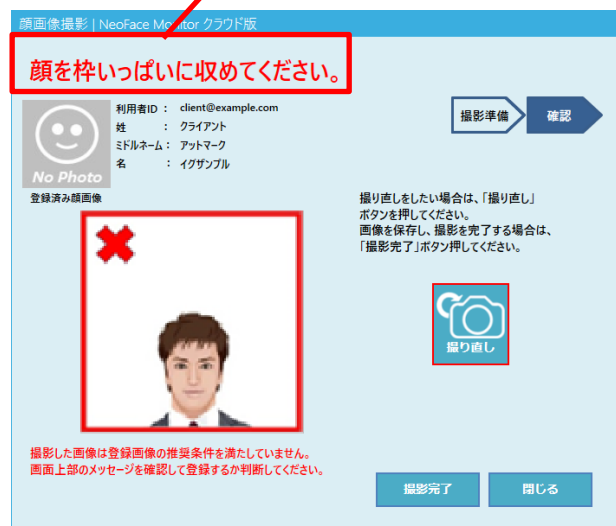 顔画像撮影 | NeoFace Monitor クラウド版
顔を枠いっぱいに収めてください。
利用者ID : client@example.com
姓 : クライアント
ミドルネーム : アットマーク
名 : イグザンプル
No Photo
登録済み顔画像
撮影準備
確認
撮り直しをしたい場合は、「撮り直し」
ボタンを押してください。
画像を保存し、撮影を完了する場合は、
「撮影完了」ボタン押してください。
撮り直し
撮影した画像は登録画像の推奨条件を満たしていません。
画面上部のメッセージを確認して登録するか判断してください。
撮影完了
閉じる